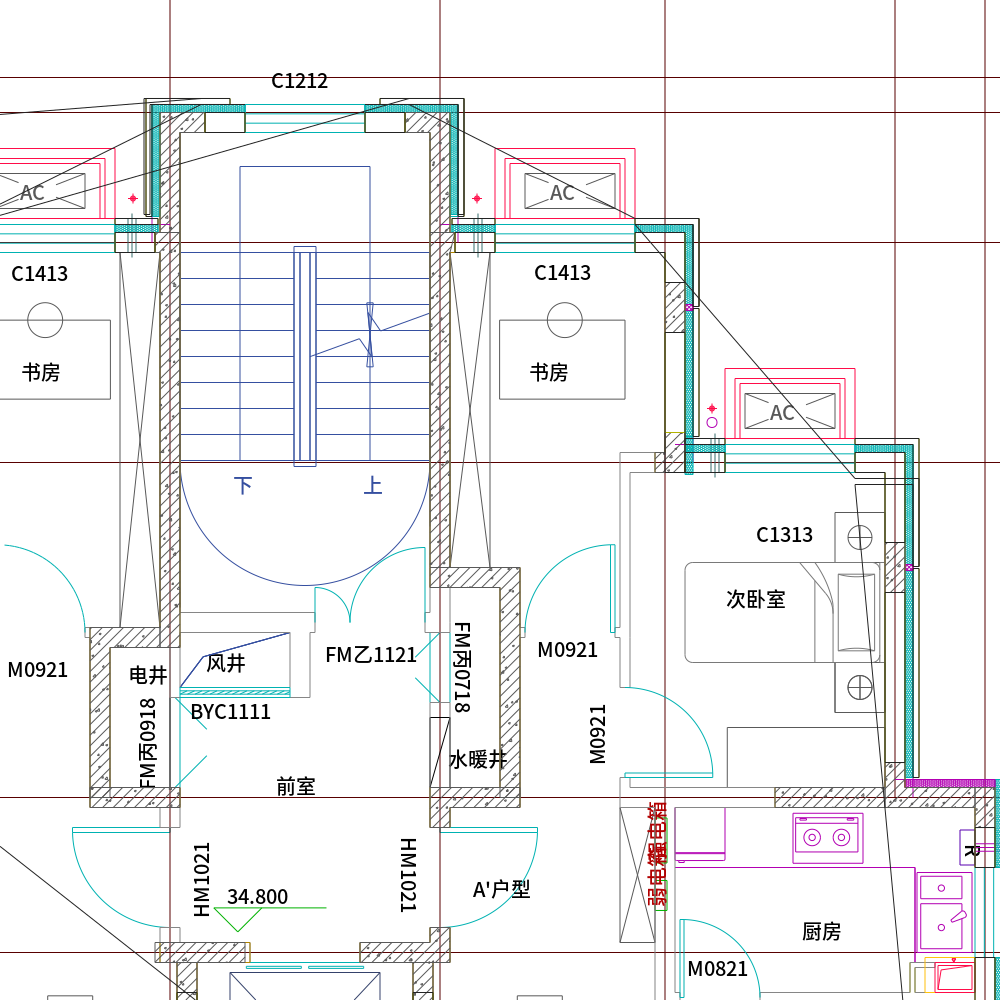 C1212
AC
AC
C1413
C1413
书房
书房
AC
下
上
C1313
次卧室
M0921
电井
风井
FM乙1121
FM丙0718
M0921
FM丙0918
BYC1111
M0921
水暖井
前室
强电箱
弱电箱
HM1021
HM1021
R
34.800
A'户型
厨房
M0821